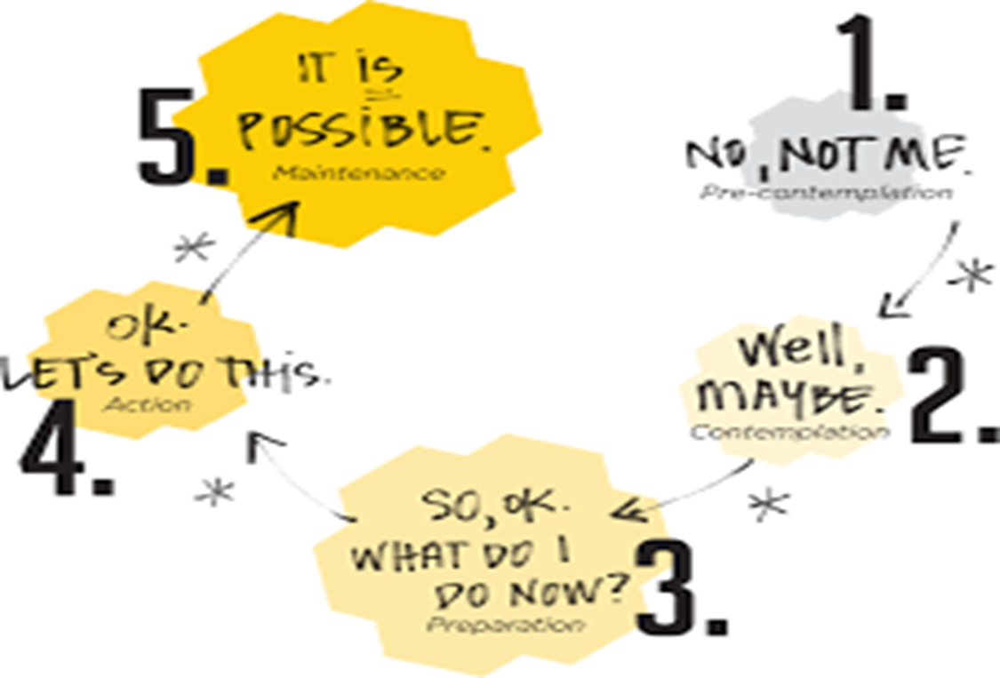 1.
NO, NOT ME.
Pre-contemplation
*
Well,
MAYBE.
Contemplation
2.
*
SO, OK.
WHAT DO I
DO NOW?
Preparation
3.
*
OK.
LET'S DO THIS.
Action
4.
*
IT IS
POSSIBLE.
Maintenance
5.